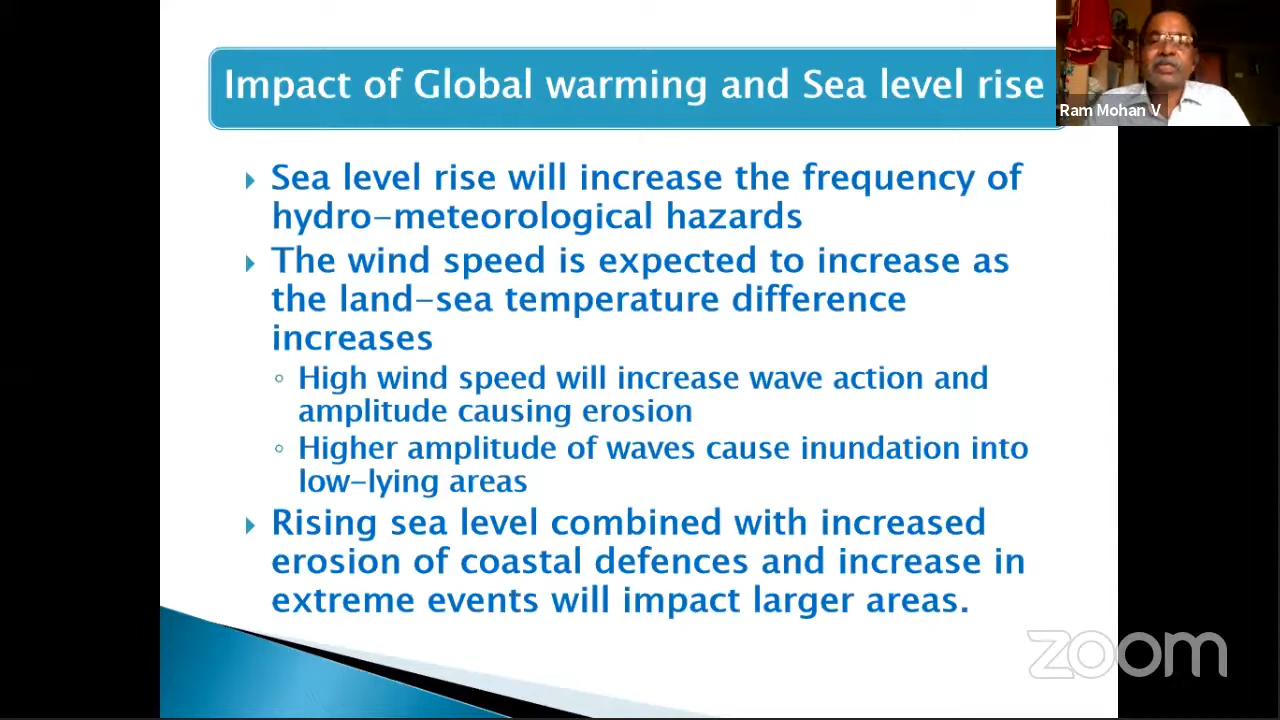 Impact of Global warming and Sea level rise
Ram Mohan V
Sea level rise will increase the frequency of
hydro-meteorological hazards
The wind speed is expected to increase as
the land-sea temperature difference
increases
High wind speed will increase wave action and
amplitude causing erosion
Higher amplitude of waves cause inundation into
low-lying areas
Rising sea level combined with increased
erosion of coastal defences and increase in
extreme events will impact larger areas.
zoom